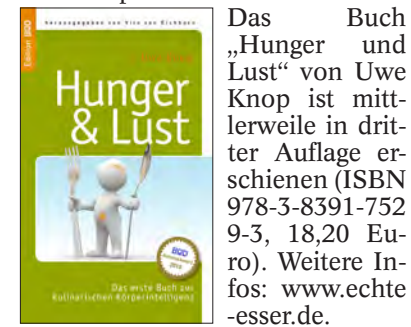 herausgegeben von Vito von Eichborn
Edition BOD
Hunger
& Lust
BOD
2010
Das erste Buch zur
kulinarischen Körperintelligenz
Das Buch
„Hunger und
Lust“ von Uwe
Knop ist mitt-
lerweile in drit-
ter Auflage er-
schienen (ISBN
978-3-8391-752
9-3, 18,20 Eu-
ro). Weitere In-
fos: www.echte
-esser.de.